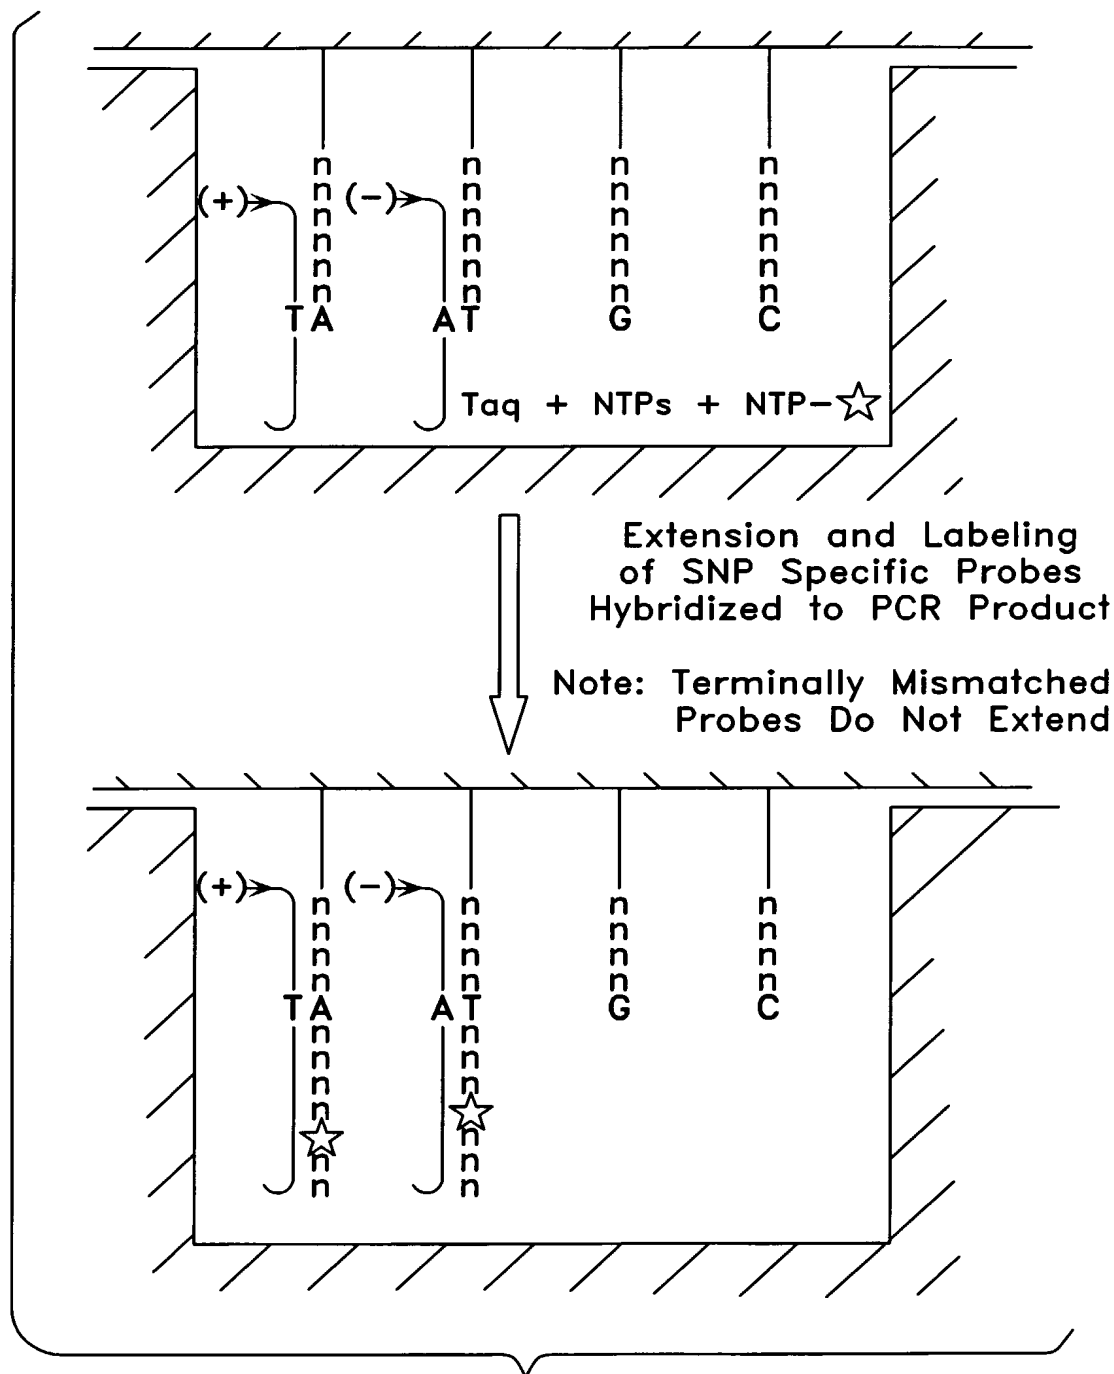 n n n n
n n n n
(+) (-)
n n n n
n n n n
n n n n
n n n n
T A A T G C
Taq + NTPs + NTP-☆
Extension and Labeling
of SNP Specific Probes
Hybridized to PCR Product
Note: Terminally Mismatched
Probes Do Not Extend
(+) (-)
n n n n
n n n n
n n n n
n n n n
T A A T G C
n n
n n
n n
n ☆
☆ n
n n
n n